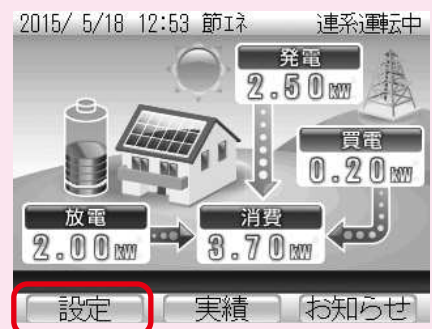 2015/ 5/18 12:53 節エネ 連系運転中
発電
2.50kW
買電
0.20kW
放電
2.00kW
消費
3.70kW
設定 実績 お知らせ